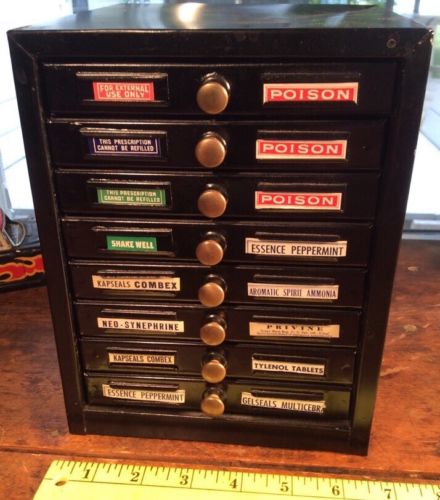 FOR EXTERNAL
USE ONLY
POISON
THIS PRESCRIPTION
CANNOT BE REFILLED
POISON
THIS PRESCRIPTION
CANNOT BE REFILLED
POISON
SHAKE WELL
ESSENCE PEPPERMINT
KAPSEALS COMBEX
AROMATIC SPIRIT AMMONIA
NEO-SYNEPHRINE
PRIVINE
KAPSEALS COMBEX
TYLENOL TABLETS
ESSENCE PEPPERMINT
GELSEALS MULTICEBR
1 2 3 4 5 6 7